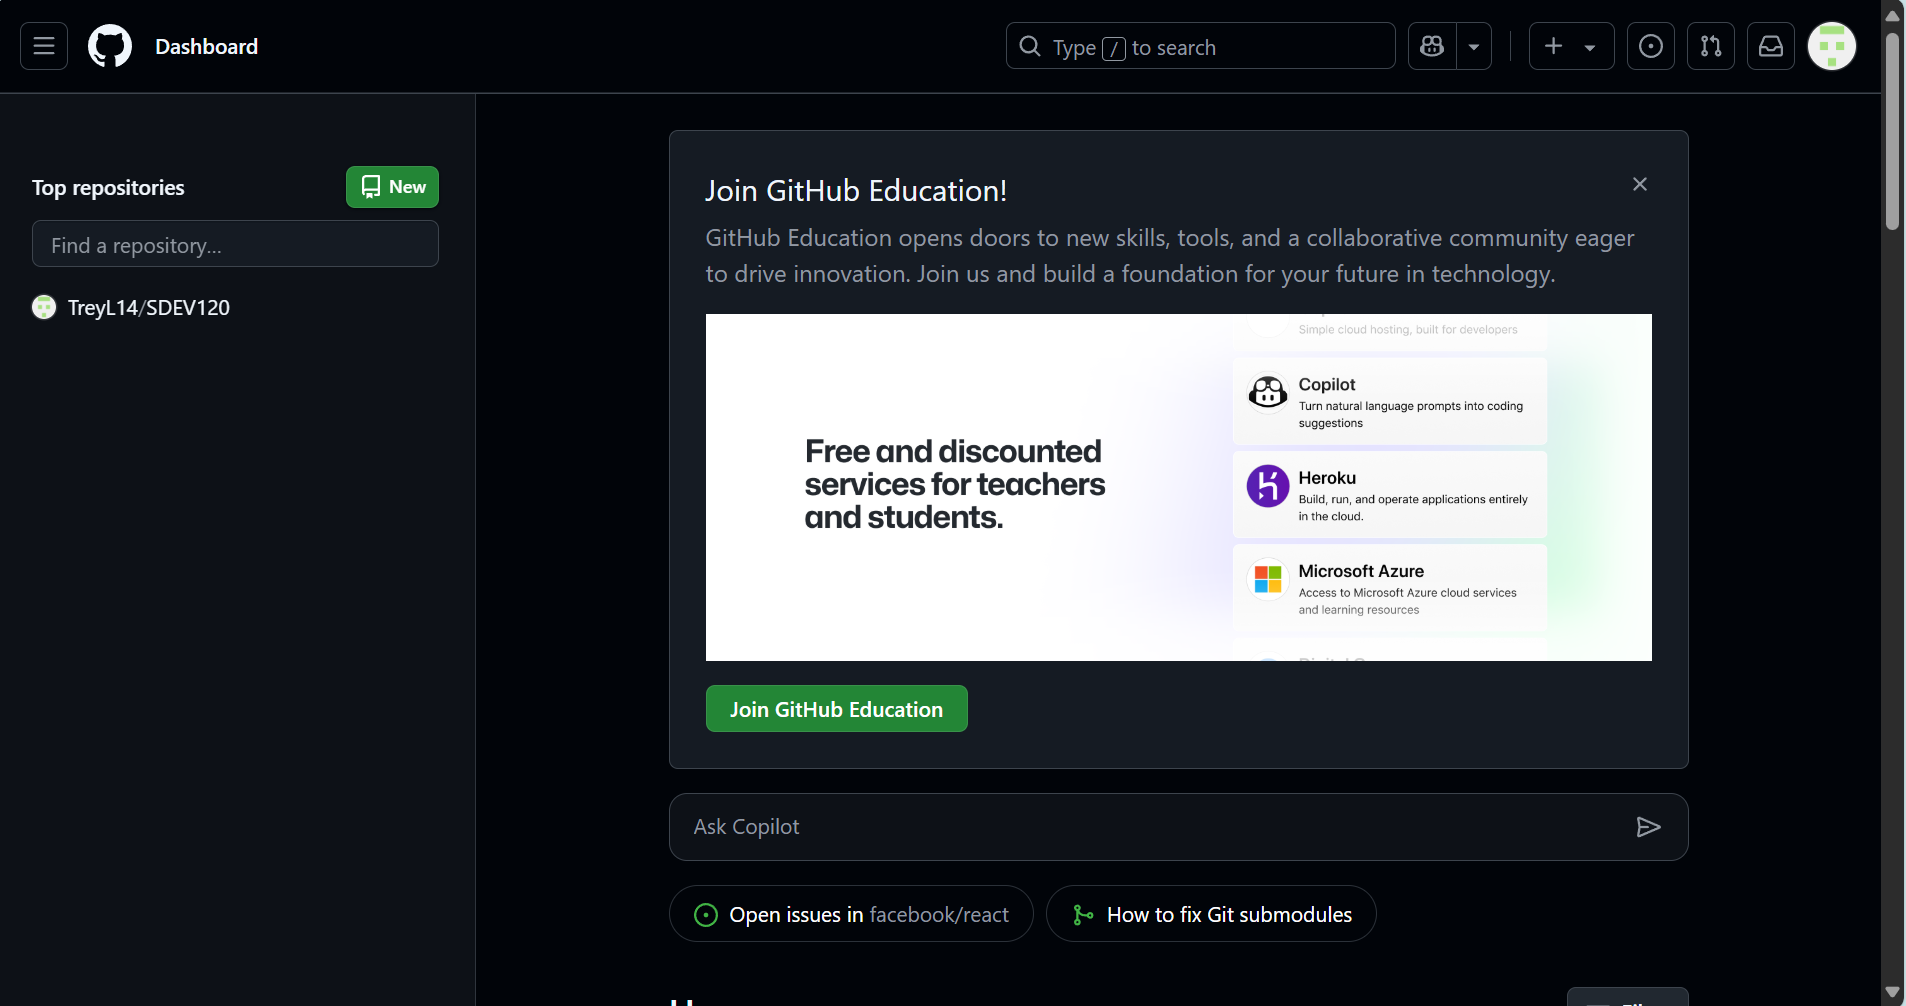 Dashboard
Type / to search
Top repositories
New
Find a repository...
TreyL14/SDEV120
Join GitHub Education!
GitHub Education opens doors to new skills, tools, and a collaborative community eager
to drive innovation. Join us and build a foundation for your future in technology.
Free and discounted
services for teachers
and students.
Simple cloud hosting, built for developers
Copilot
Turn natural language prompts into coding
suggestions
Heroku
Build, run, and operate applications entirely
in the cloud.
Microsoft Azure
Access to Microsoft Azure cloud services
and learning resources
Join GitHub Education
Ask Copilot
Open issues in facebook/react
How to fix Git submodules